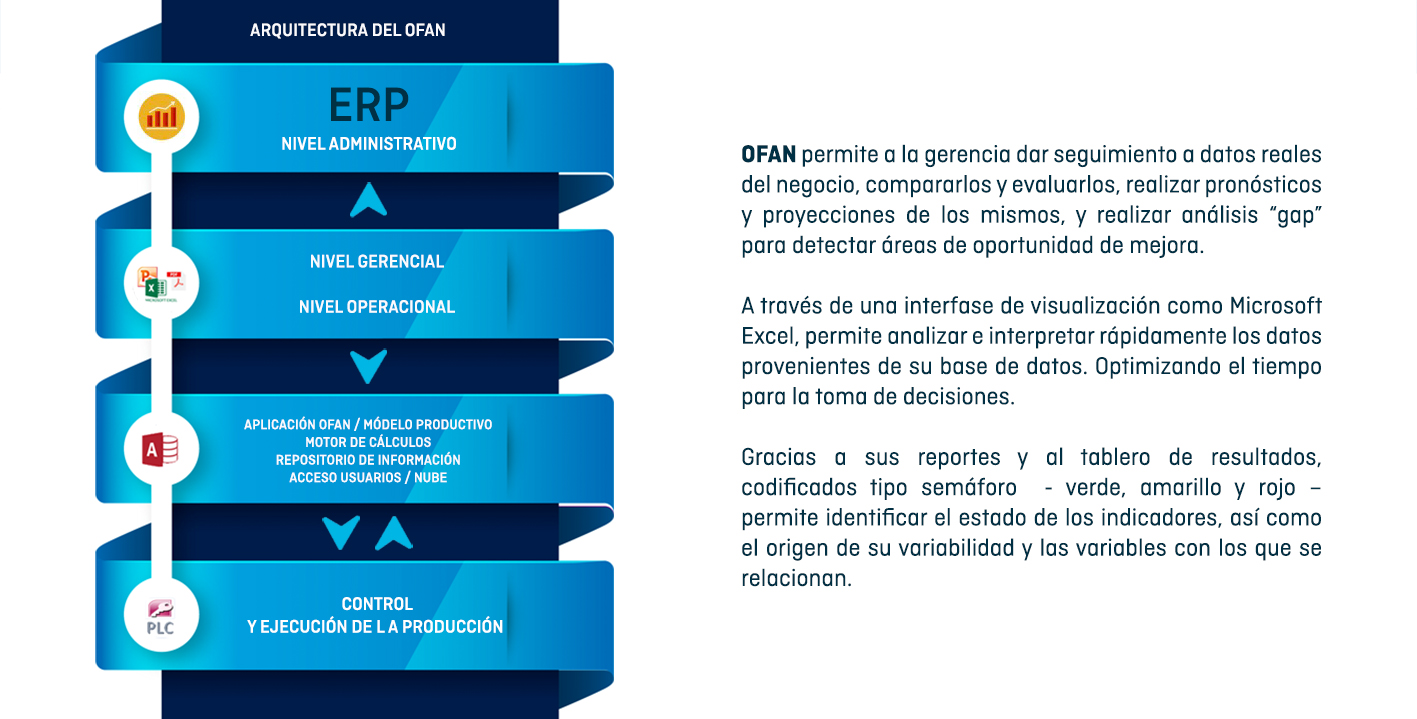 ARQUITECTURA DEL OFAN
ERP
NIVEL ADMINISTRATIVO
NIVEL GERENCIAL
NIVEL OPERACIONAL
P
X
PDF
MICROSOFT EXCEL
APLICACIÓN OFAN / MÓDELO PRODUCTIVO
MOTOR DE CÁLCULOS
REPOSITORIO DE INFORMACIÓN
ACCESO USUARIOS / NUBE
A
CONTROL
Y EJECUCIÓN DE L A PRODUCCIÓN
PLC
OFAN permite a la gerencia dar seguimiento a datos reales
del negocio, compararlos y evaluarlos, realizar pronósticos
y proyecciones de los mismos, y realizar análisis “gap”
para detectar áreas de oportunidad de mejora.
A través de una interfase de visualización como Microsoft
Excel, permite analizar e interpretar rápidamente los datos
provenientes de su base de datos. Optimizando el tiempo
para la toma de decisiones.
Gracias a sus reportes y al tablero de resultados,
codificados tipo semáforo - verde, amarillo y rojo –
permite identificar el estado de los indicadores, así como
el origen de su variabilidad y las variables con los que se
relacionan.